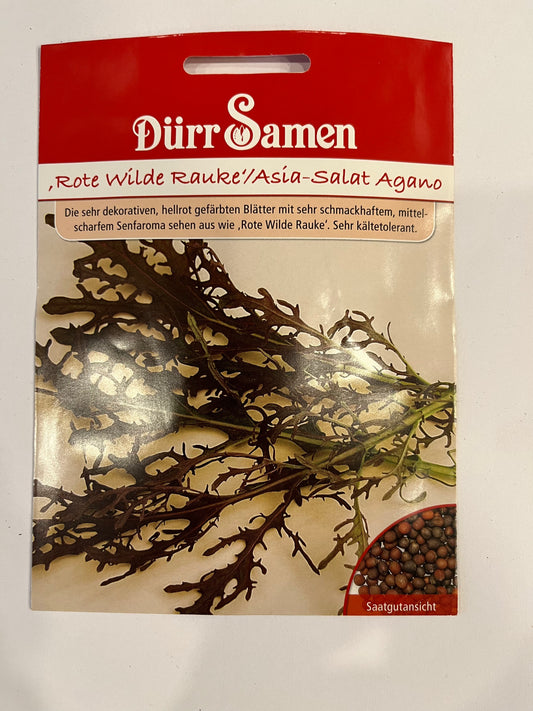 Dürr Samen
‚Rote Wilde Rauke‘/Asia-Salat Agano
Die sehr dekorativen, hellrot gefärbten Blätter mit sehr schmackhaftem, mittel-
scharfem Senfaroma sehen aus wie ‚Rote Wilde Rauke‘. Sehr kältetolerant.
Saatgutansicht